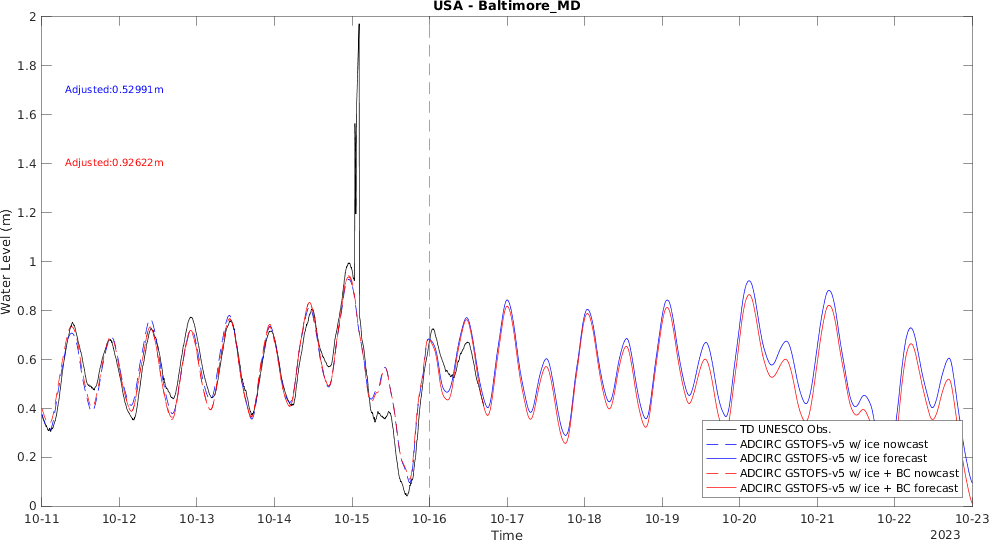 USA - Baltimore_MD
2
1.8
1.6
1.4
1.2
1
0.8
0.6
0.4
0.2
0
Water Level (m)
Adjusted:0.52991m
Adjusted:0.92622m
TD UNESCO Obs.
ADCIRC GSTOFS-v5 w/ ice nowcast
ADCIRC GSTOFS-v5 w/ ice forecast
ADCIRC GSTOFS-v5 w/ ice + BC nowcast
ADCIRC GSTOFS-v5 w/ ice + BC forecast
10-11 10-12 10-13 10-14 10-15 10-16 10-17 10-18 10-19 10-20 10-21 10-22 10-23
Time
2023